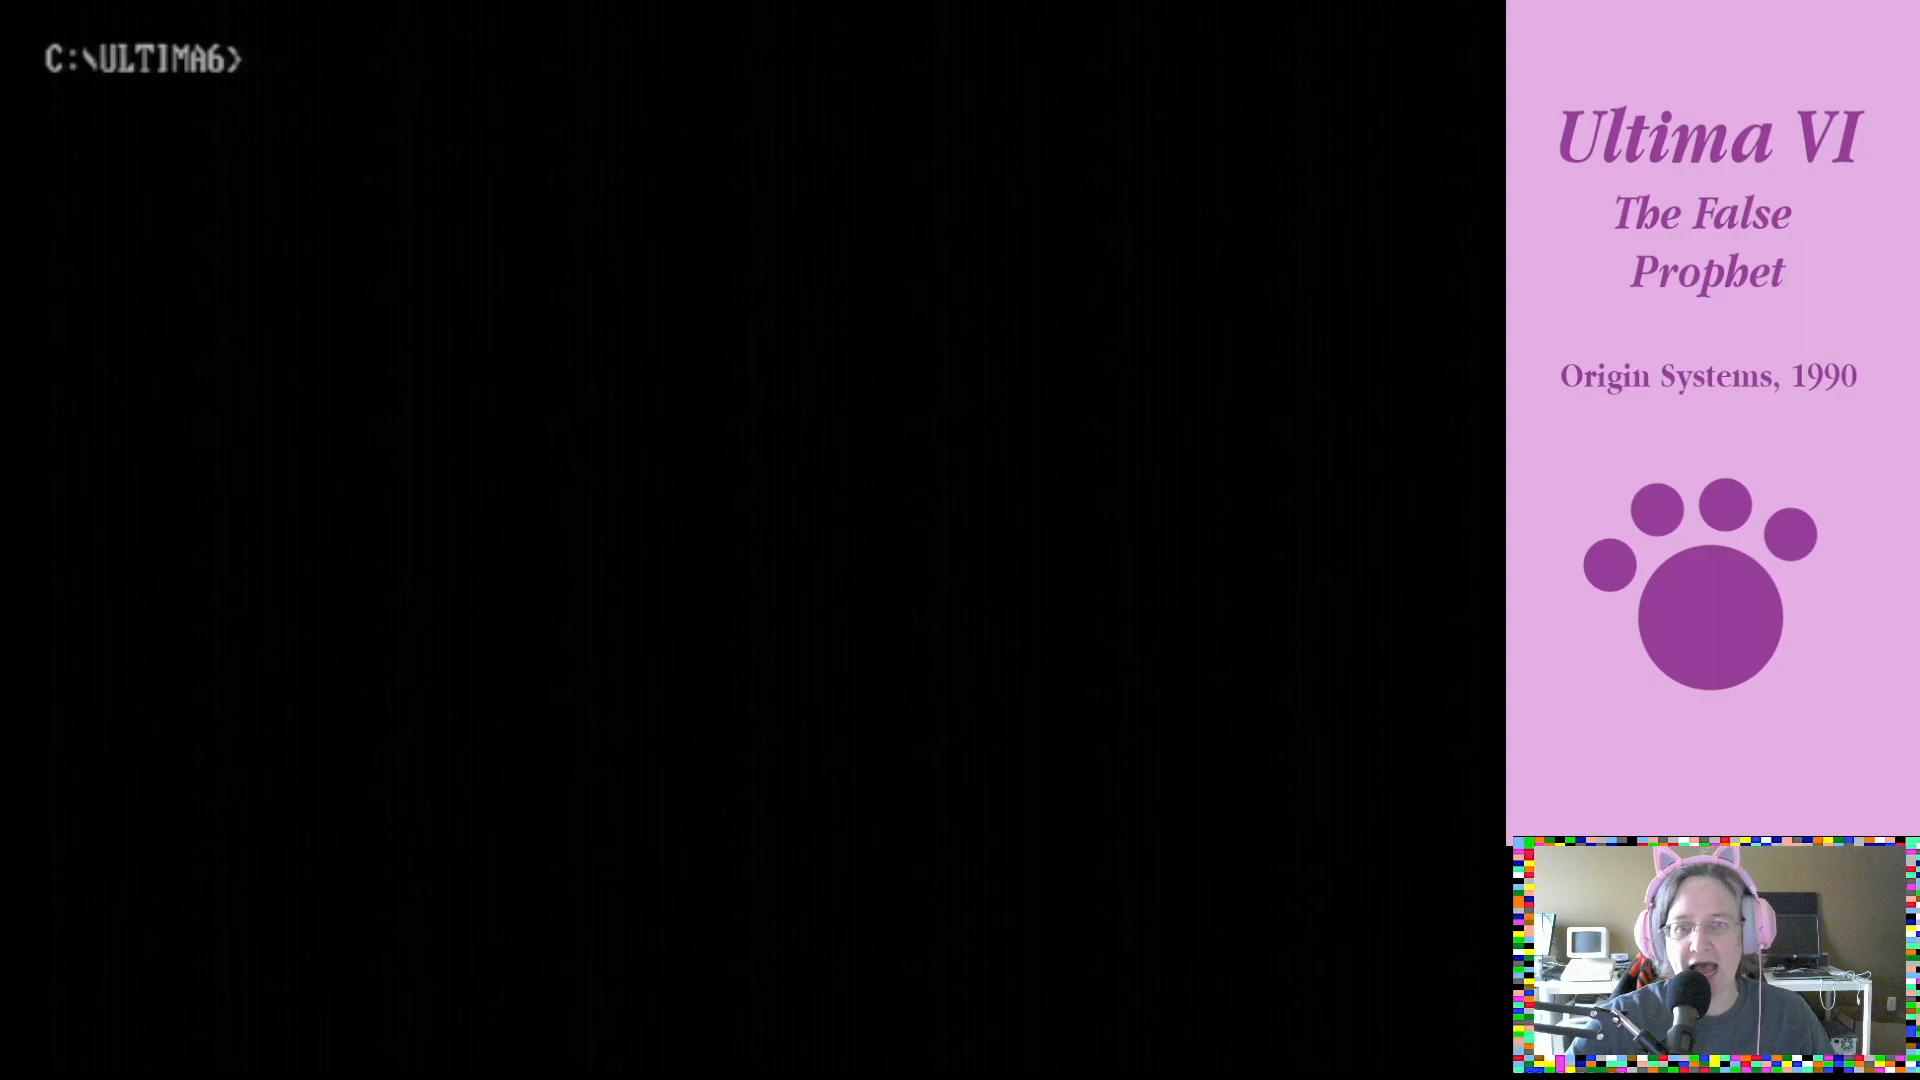 C:\ULTIMA6>
Ultima VI
The False
Prophet
Origin Systems, 1990